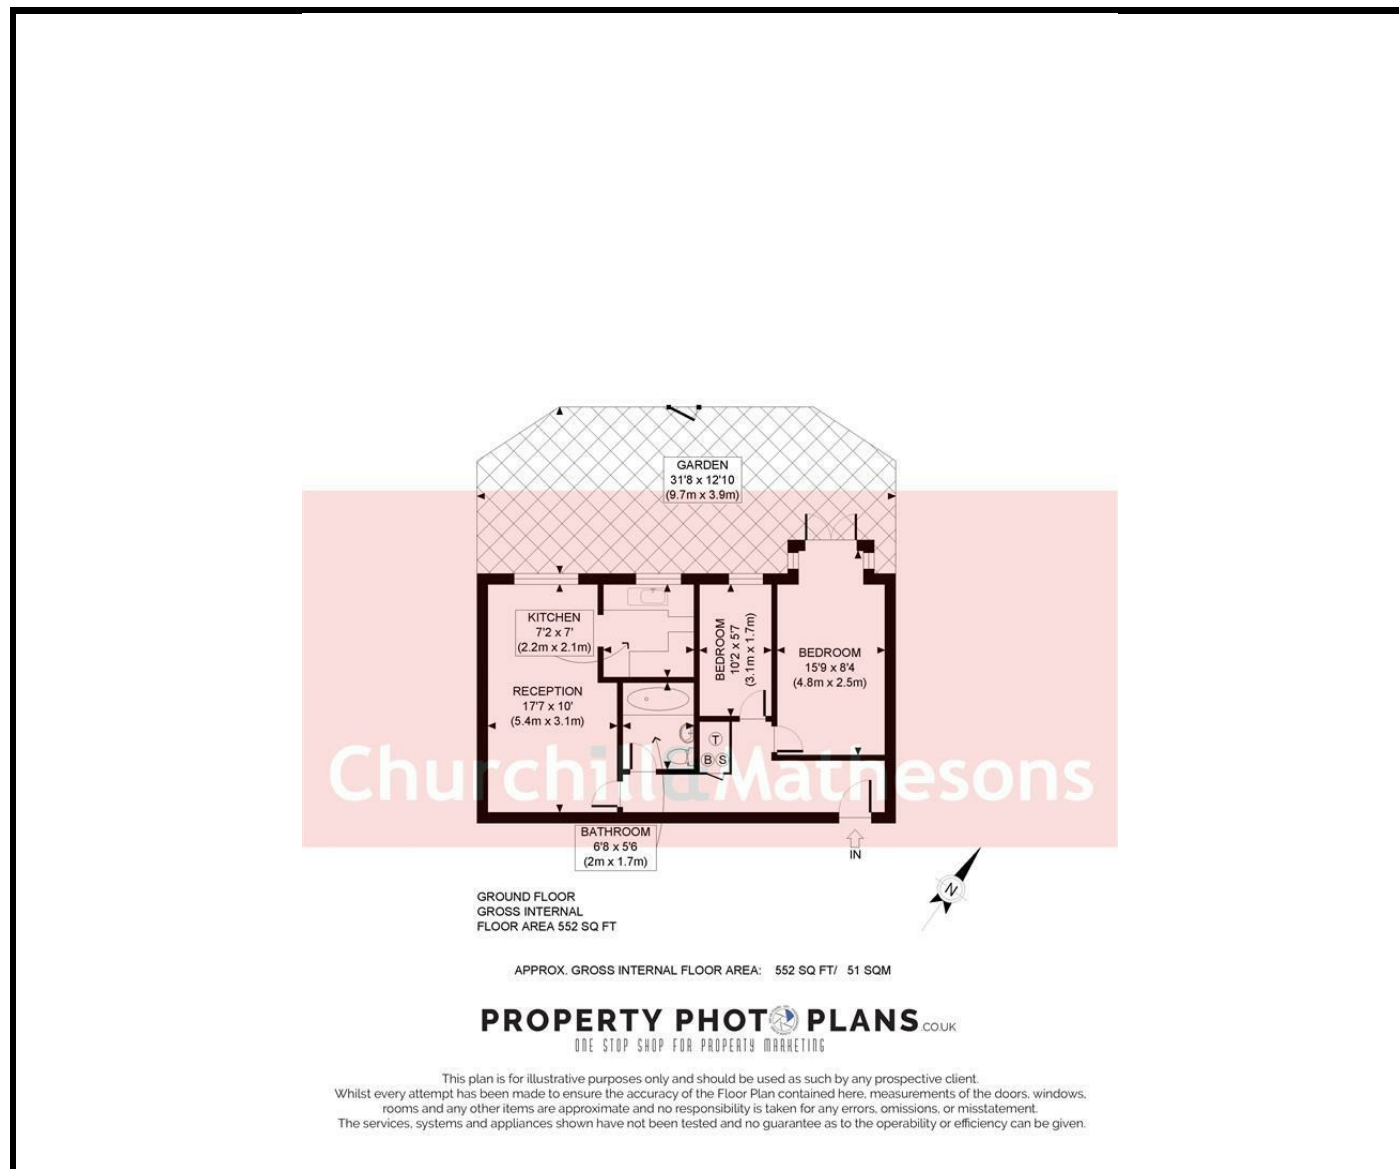 GARDEN
31'8 x 12'10
(9.7m x 3.9m)
KITCHEN
7'2 x 7'
(2.2m x 2.1m)
BEDROOM
10'2 x 5'7
(3.1m x 1.7m)
BEDROOM
15'9 x 8'4
(4.8m x 2.5m)
RECEPTION
17'7 x 10'
(5.4m x 3.1m)
T
B S
Churchill & Mathesons
BATHROOM
6'8 x 5'6
(2m x 1.7m)
IN
N
GROUND FLOOR
GROSS INTERNAL
FLOOR AREA 552 SQ FT
APPROX. GROSS INTERNAL FLOOR AREA: 552 SQ FT/ 51 SQM
PROPERTY PHOTO PLANS.CO.UK
ONE STOP SHOP FOR PROPERTY MARKETING
This plan is for illustrative purposes only and should be used as such by any prospective client.
Whilst every attempt has been made to ensure the accuracy of the Floor Plan contained here, measurements of the doors, windows,
rooms and any other items are approximate and no responsibility is taken for any errors, omissions, or misstatement.
The services, systems and appliances shown have not been tested and no guarantee as to the operability or efficiency can be given.